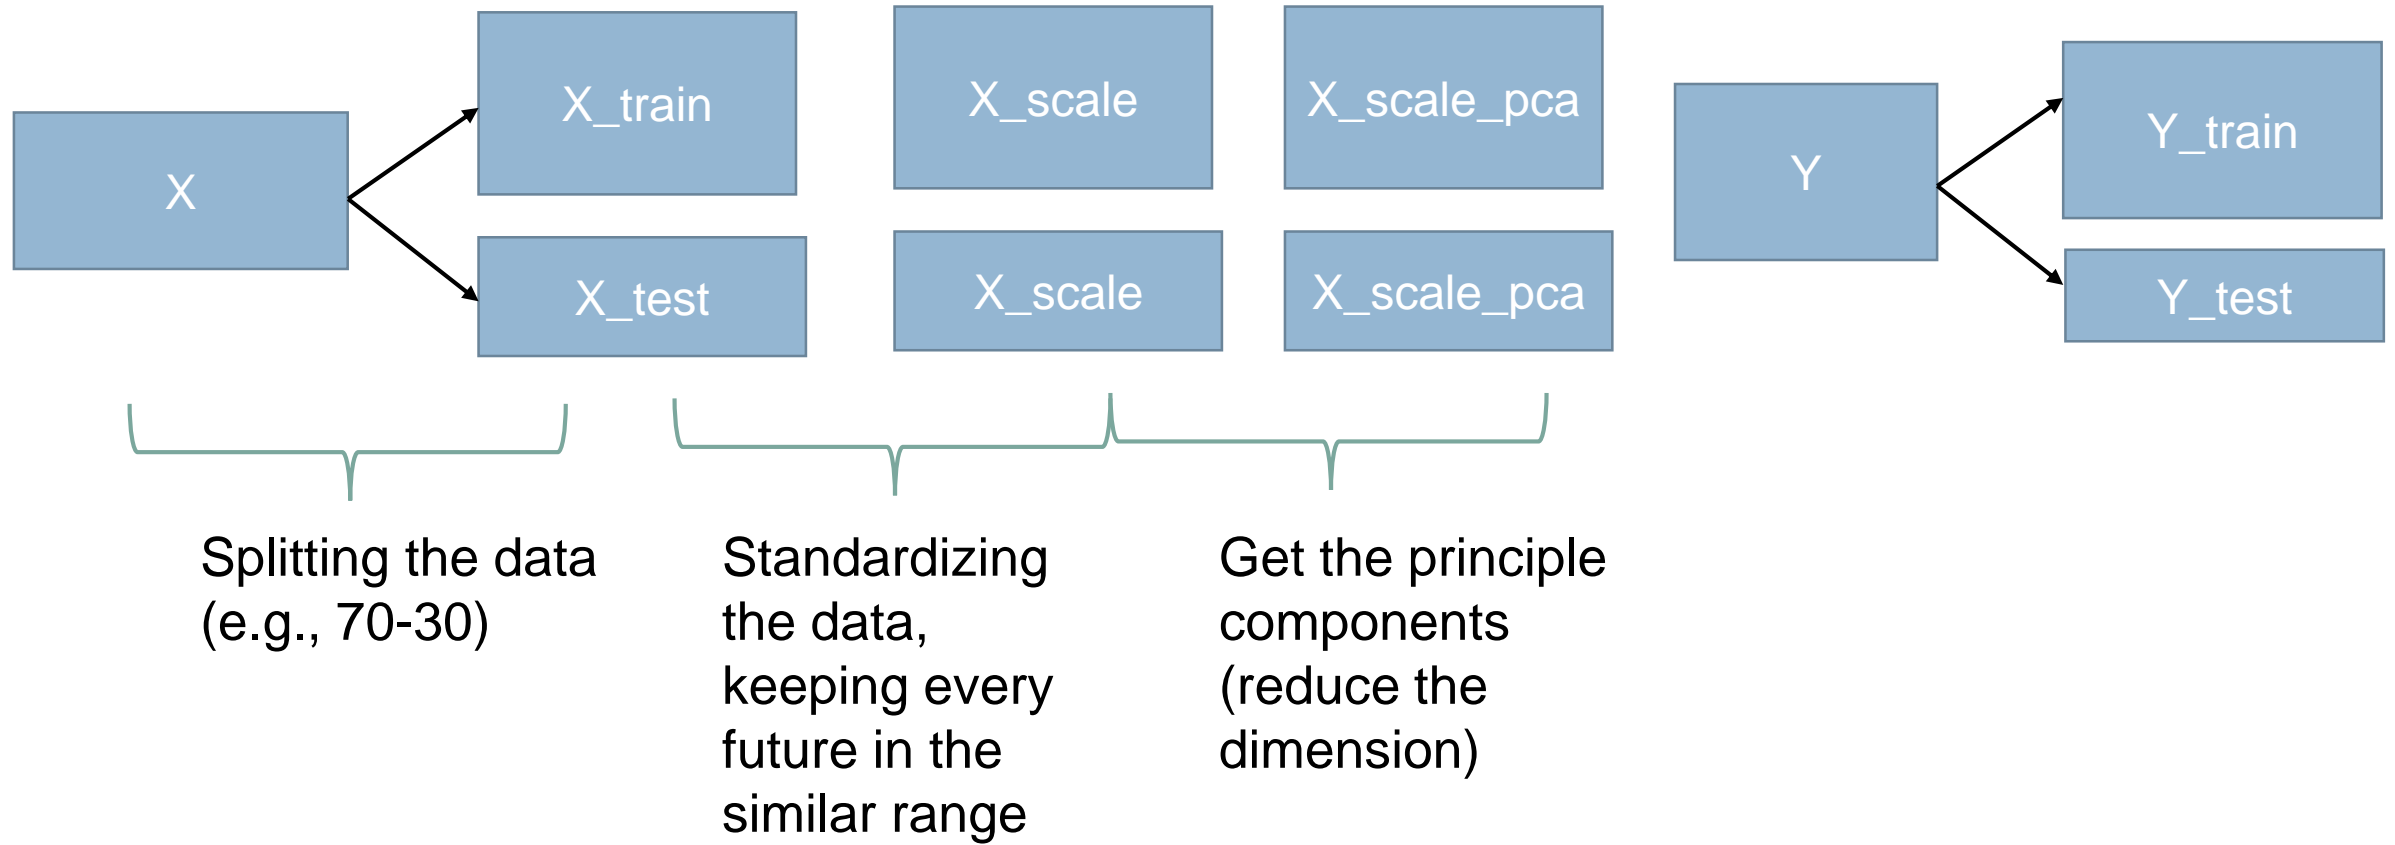 X
X_train
X_test
X_scale
X_scale
X_scale_pca
X_scale_pca
Y
Y_train
Y_test
Splitting the data
(e.g., 70-30)
Standardizing
the data,
keeping every
future in the
similar range
Get the principle
components
(reduce the
dimension)